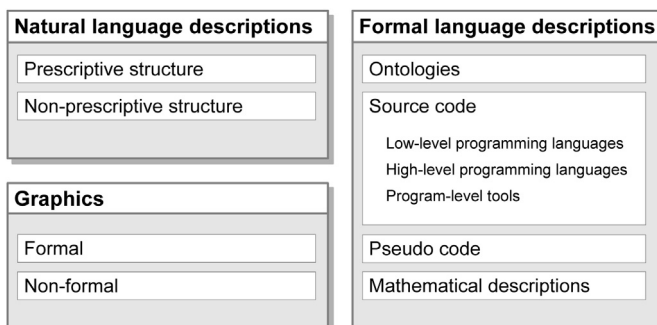 Natural language descriptions
Prescriptive structure
Non-prescriptive structure
Graphics
Formal
Non-formal
Formal language descriptions
Ontologies
Source code
Low-level programming languages
High-level programming languages
Program-level tools
Pseudo code
Mathematical descriptions